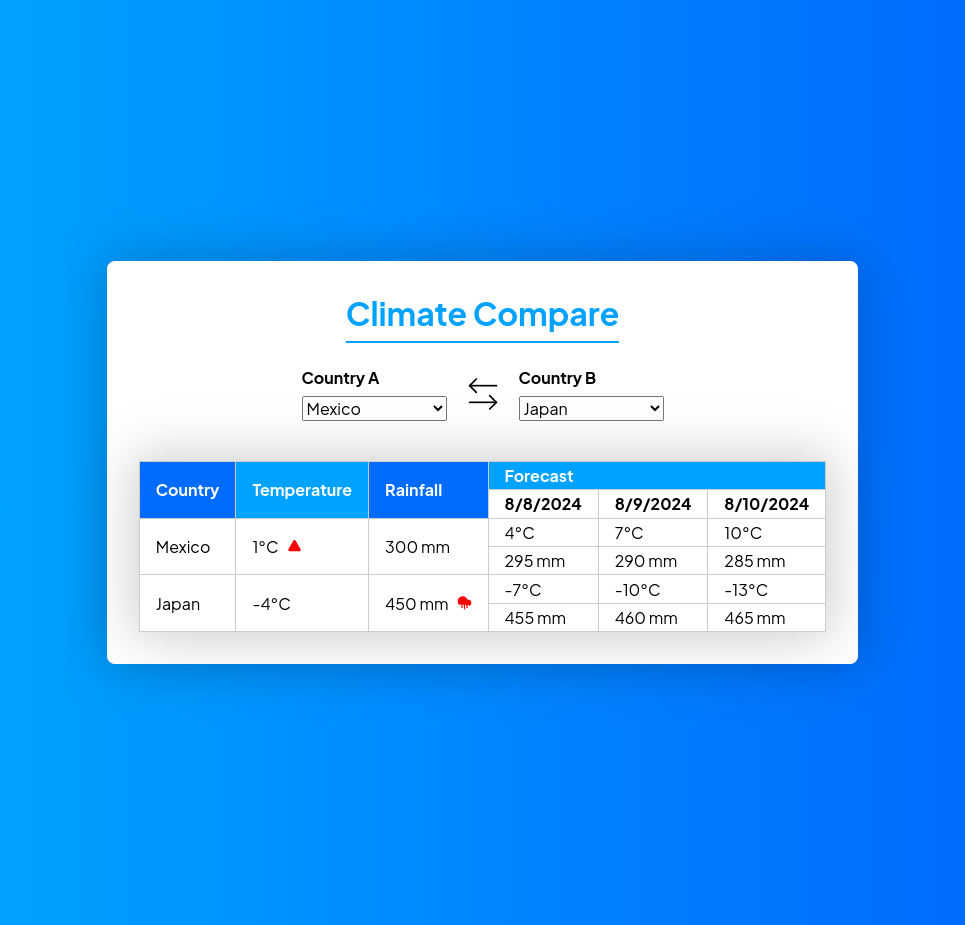 Climate Compare
Country A
Country B
Mexico
Japan
Country Temperature Rainfall Forecast
8/8/2024 8/9/2024 8/10/2024
Mexico 1°C 300 mm 4°C 7°C 10°C
295 mm 290 mm 285 mm
Japan -4°C 450 mm -7°C -10°C -13°C
455 mm 460 mm 465 mm